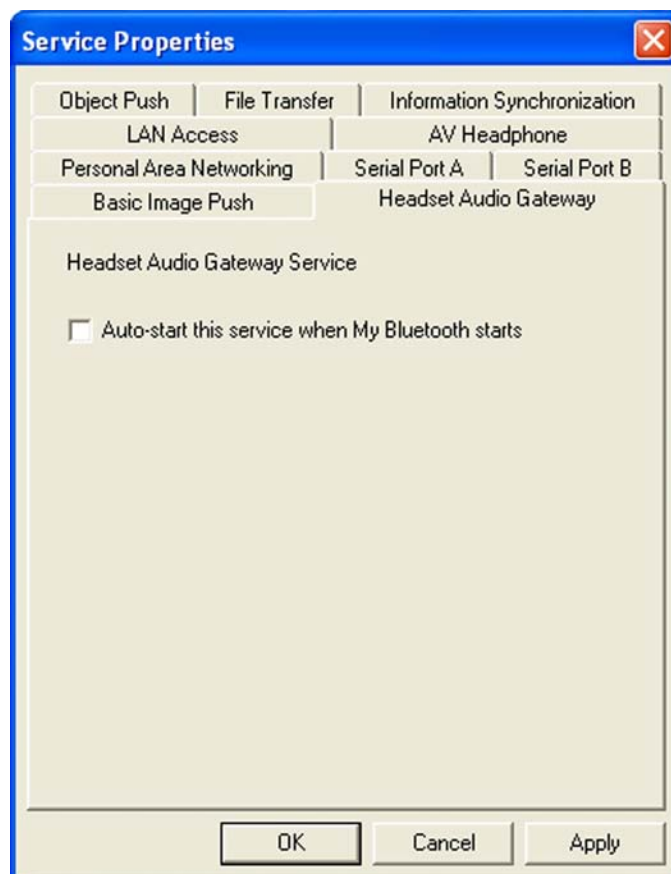 Service Properties
Object Push File Transfer Information Synchronization
LAN Access AV Headphone
Personal Area Networking Serial Port A Serial Port B
Basic Image Push Headset Audio Gateway
Headset Audio Gateway Service
Auto-start this service when My Bluetooth starts
OK Cancel Apply